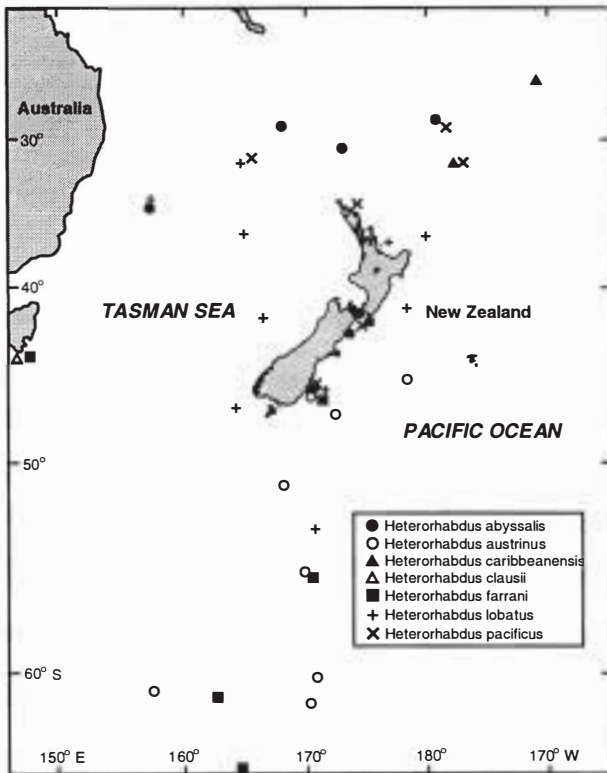 Australia
30°
40°
TASMAN SEA
New Zealand
PACIFIC OCEAN
50°
Heterorhabdus abyssalis
Heterorhabdus austrinus
Heterorhabdus caribbeanensis
Heterorhabdus clausii
Heterorhabdus farrani
Heterorhabdus lobatus
Heterorhabdus pacificus
60° S
150° E
160°
170°
180°
170° W